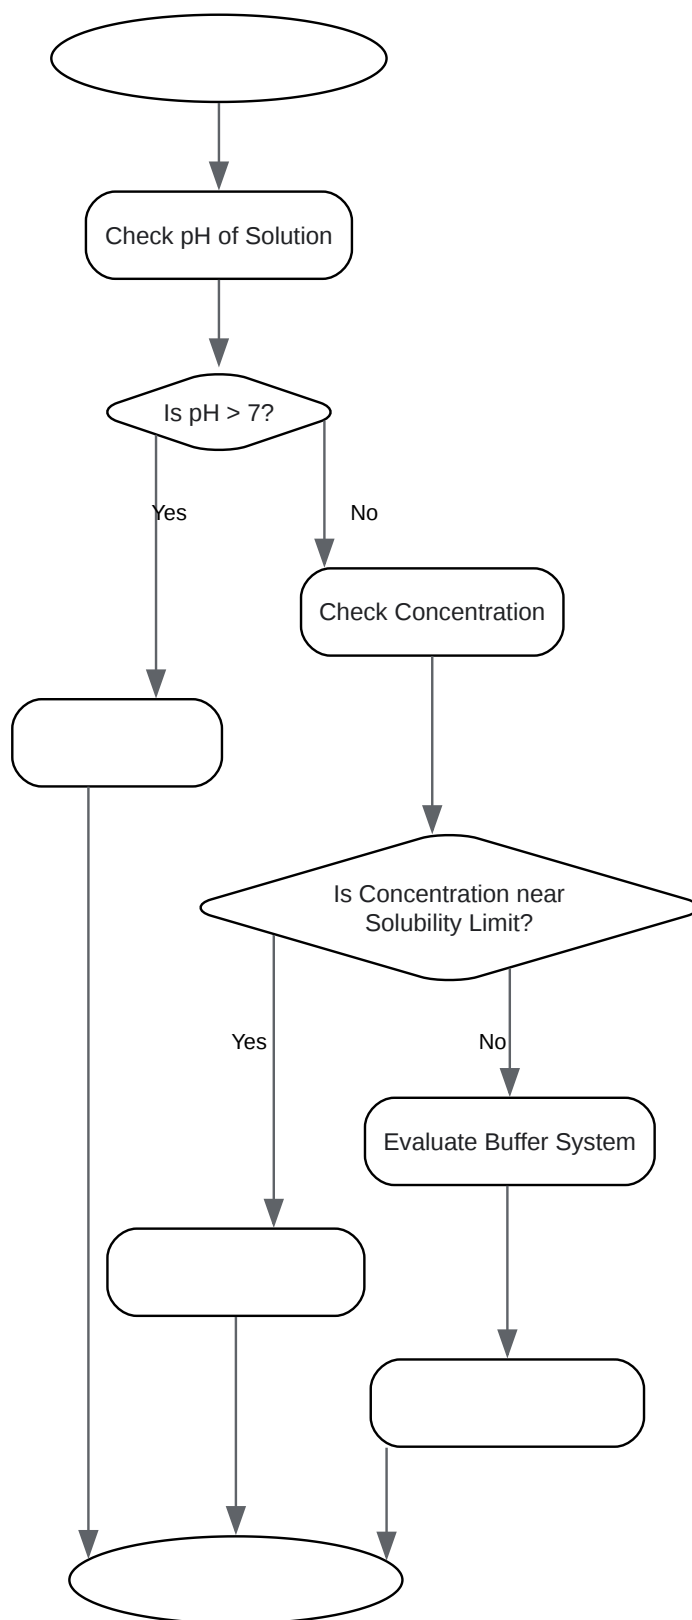 Check pH of Solution
Is pH > 7?
Yes
No
Check Concentration
Is Concentration near
Solubility Limit?
Yes
No
Evaluate Buffer System